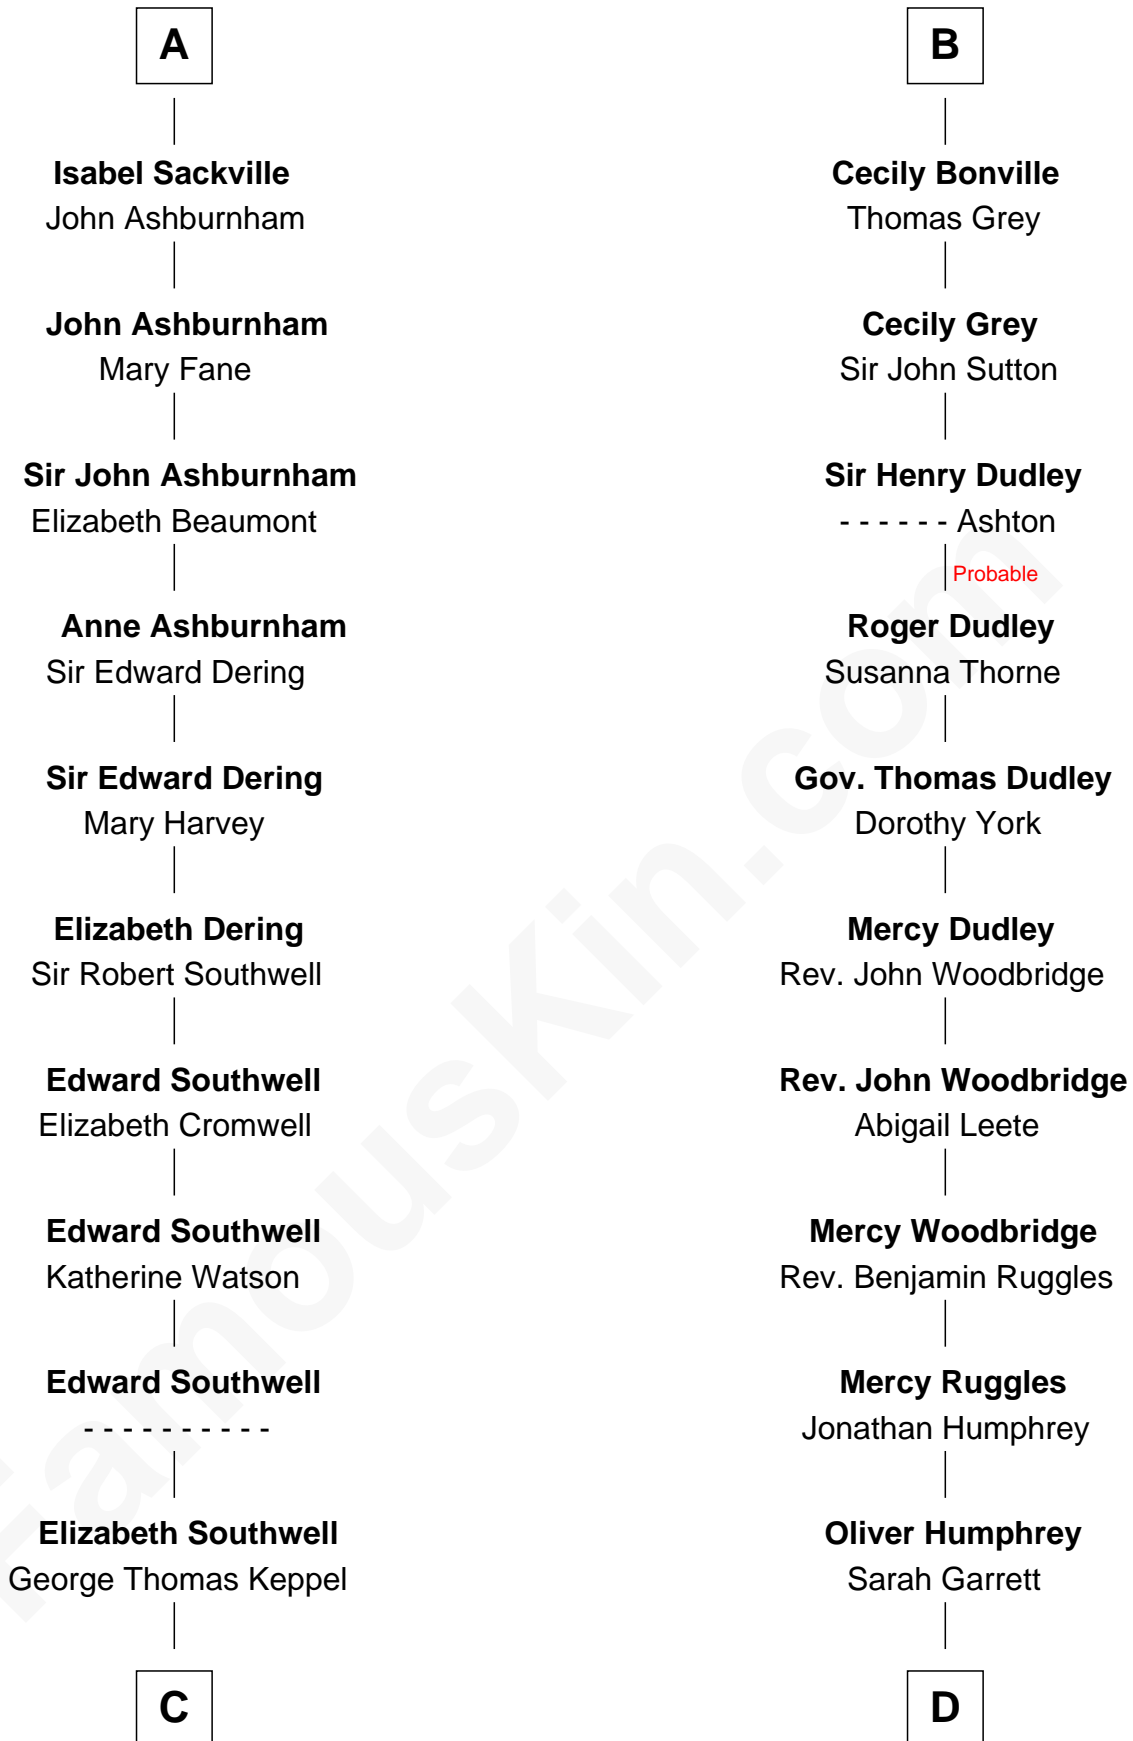 A
Isabel Sackville
John Ashburnham
John Ashburnham
Mary Fane
Sir John Ashburnham
Elizabeth Beaumont
Anne Ashburnham
Sir Edward Dering
Sir Edward Dering
Mary Harvey
Elizabeth Dering
Sir Robert Southwell
Edward Southwell
Elizabeth Cromwell
Edward Southwell
Katherine Watson
Edward Southwell
- - - - - - - - - -
Elizabeth Southwell
George Thomas Keppel
C
B
Cecily Bonville
Thomas Grey
Cecily Grey
Sir John Sutton
Sir Henry Dudley
- - - - - - Ashton
Probable
Roger Dudley
Susanna Thorne
Gov. Thomas Dudley
Dorothy York
Mercy Dudley
Rev. John Woodbridge
Rev. John Woodbridge
Abigail Leete
Mercy Woodbridge
Rev. Benjamin Ruggles
Mercy Ruggles
Jonathan Humphrey
Oliver Humphrey
Sarah Garrett
D
FamousKin.com